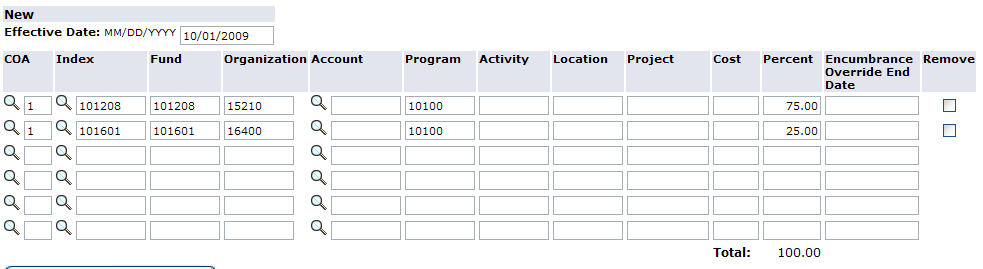 New
Effective Date: MM/DD/YYYY 10/01/2009
COA Index Fund Organization Account Program Activity Location Project Cost Percent Encumbrance Override End Date Remove
1 101208 101208 15210 10100 75.00
1 101601 101601 16400 10100 25.00
Total: 100.00